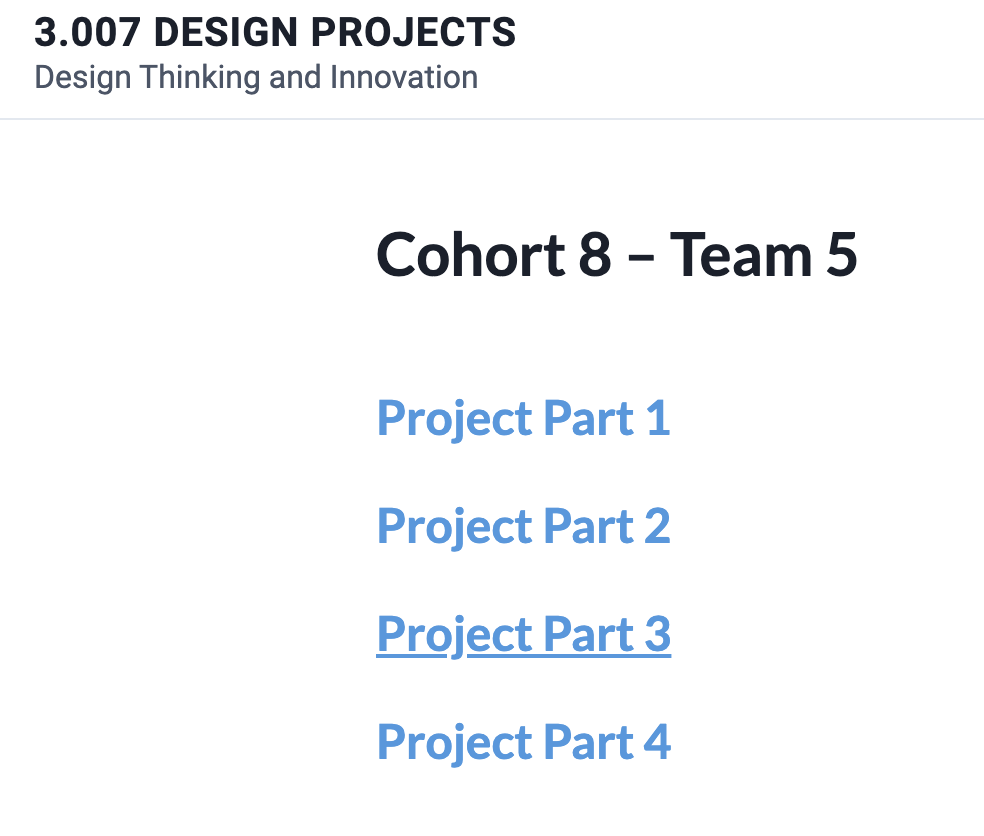 3.007 DESIGN PROJECTS
Design Thinking and Innovation
Cohort 8 – Team 5
Project Part 1
Project Part 2
Project Part 3
Project Part 4